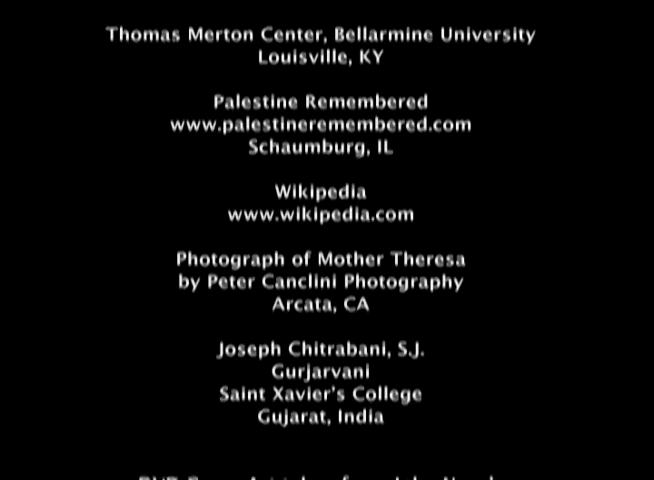 Thomas Merton Center, Bellarmine University
Louisville, KY
Palestine Remembered
www.palestineremembered.com
Schaumburg, IL
Wikipedia
www.wikipedia.com
Photograph of Mother Theresa
by Peter Canclini Photography
Arcata, CA
Joseph Chitrabani, S.J.
Gurjarvani
Saint Xavier's College
Gujarat, India